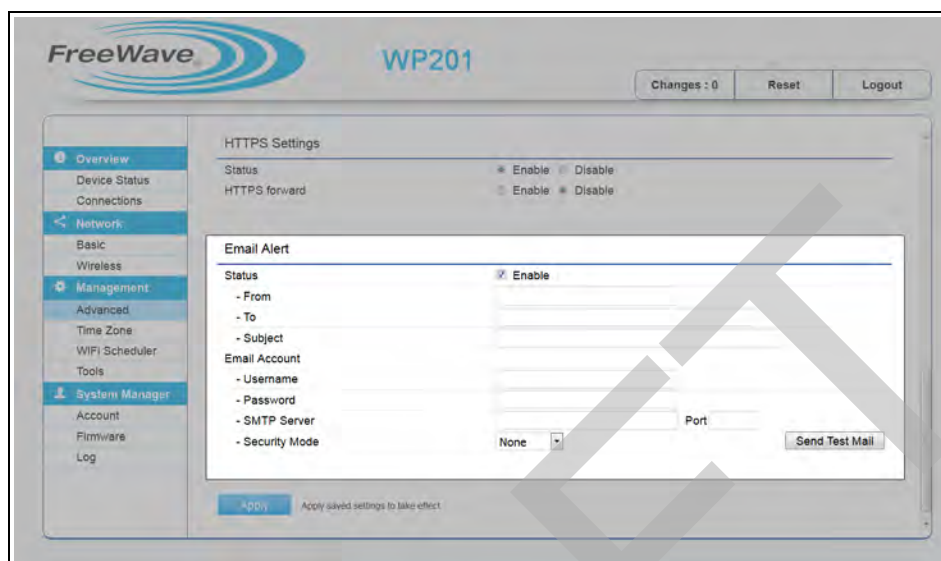 FreeWave
WP201
Changes : 0 Reset Logout
Overview
Device Status
Connections
Network
Basic
Wireless
Management
Advanced
Time Zone
WiFi Scheduler
Tools
System Manager
Account
Firmware
Log
HTTPS Settings
Status Enable Disable
HTTPS forward Enable Disable
Email Alert
Status Enable
- From
- To
- Subject
Email Account
- Username
- Password
- SMTP Server Port
- Security Mode None Send Test Mail
Apply Apply saved settings to take effect